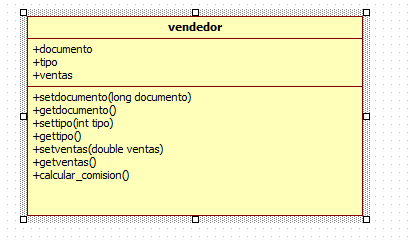 vendedor
+documento
+tipo
+ventas
+setdocumento(long documento)
+getdocumento()
+settipo(int tipo)
+gettipo()
+setventas(double ventas)
+getventas()
+calcular_comision()